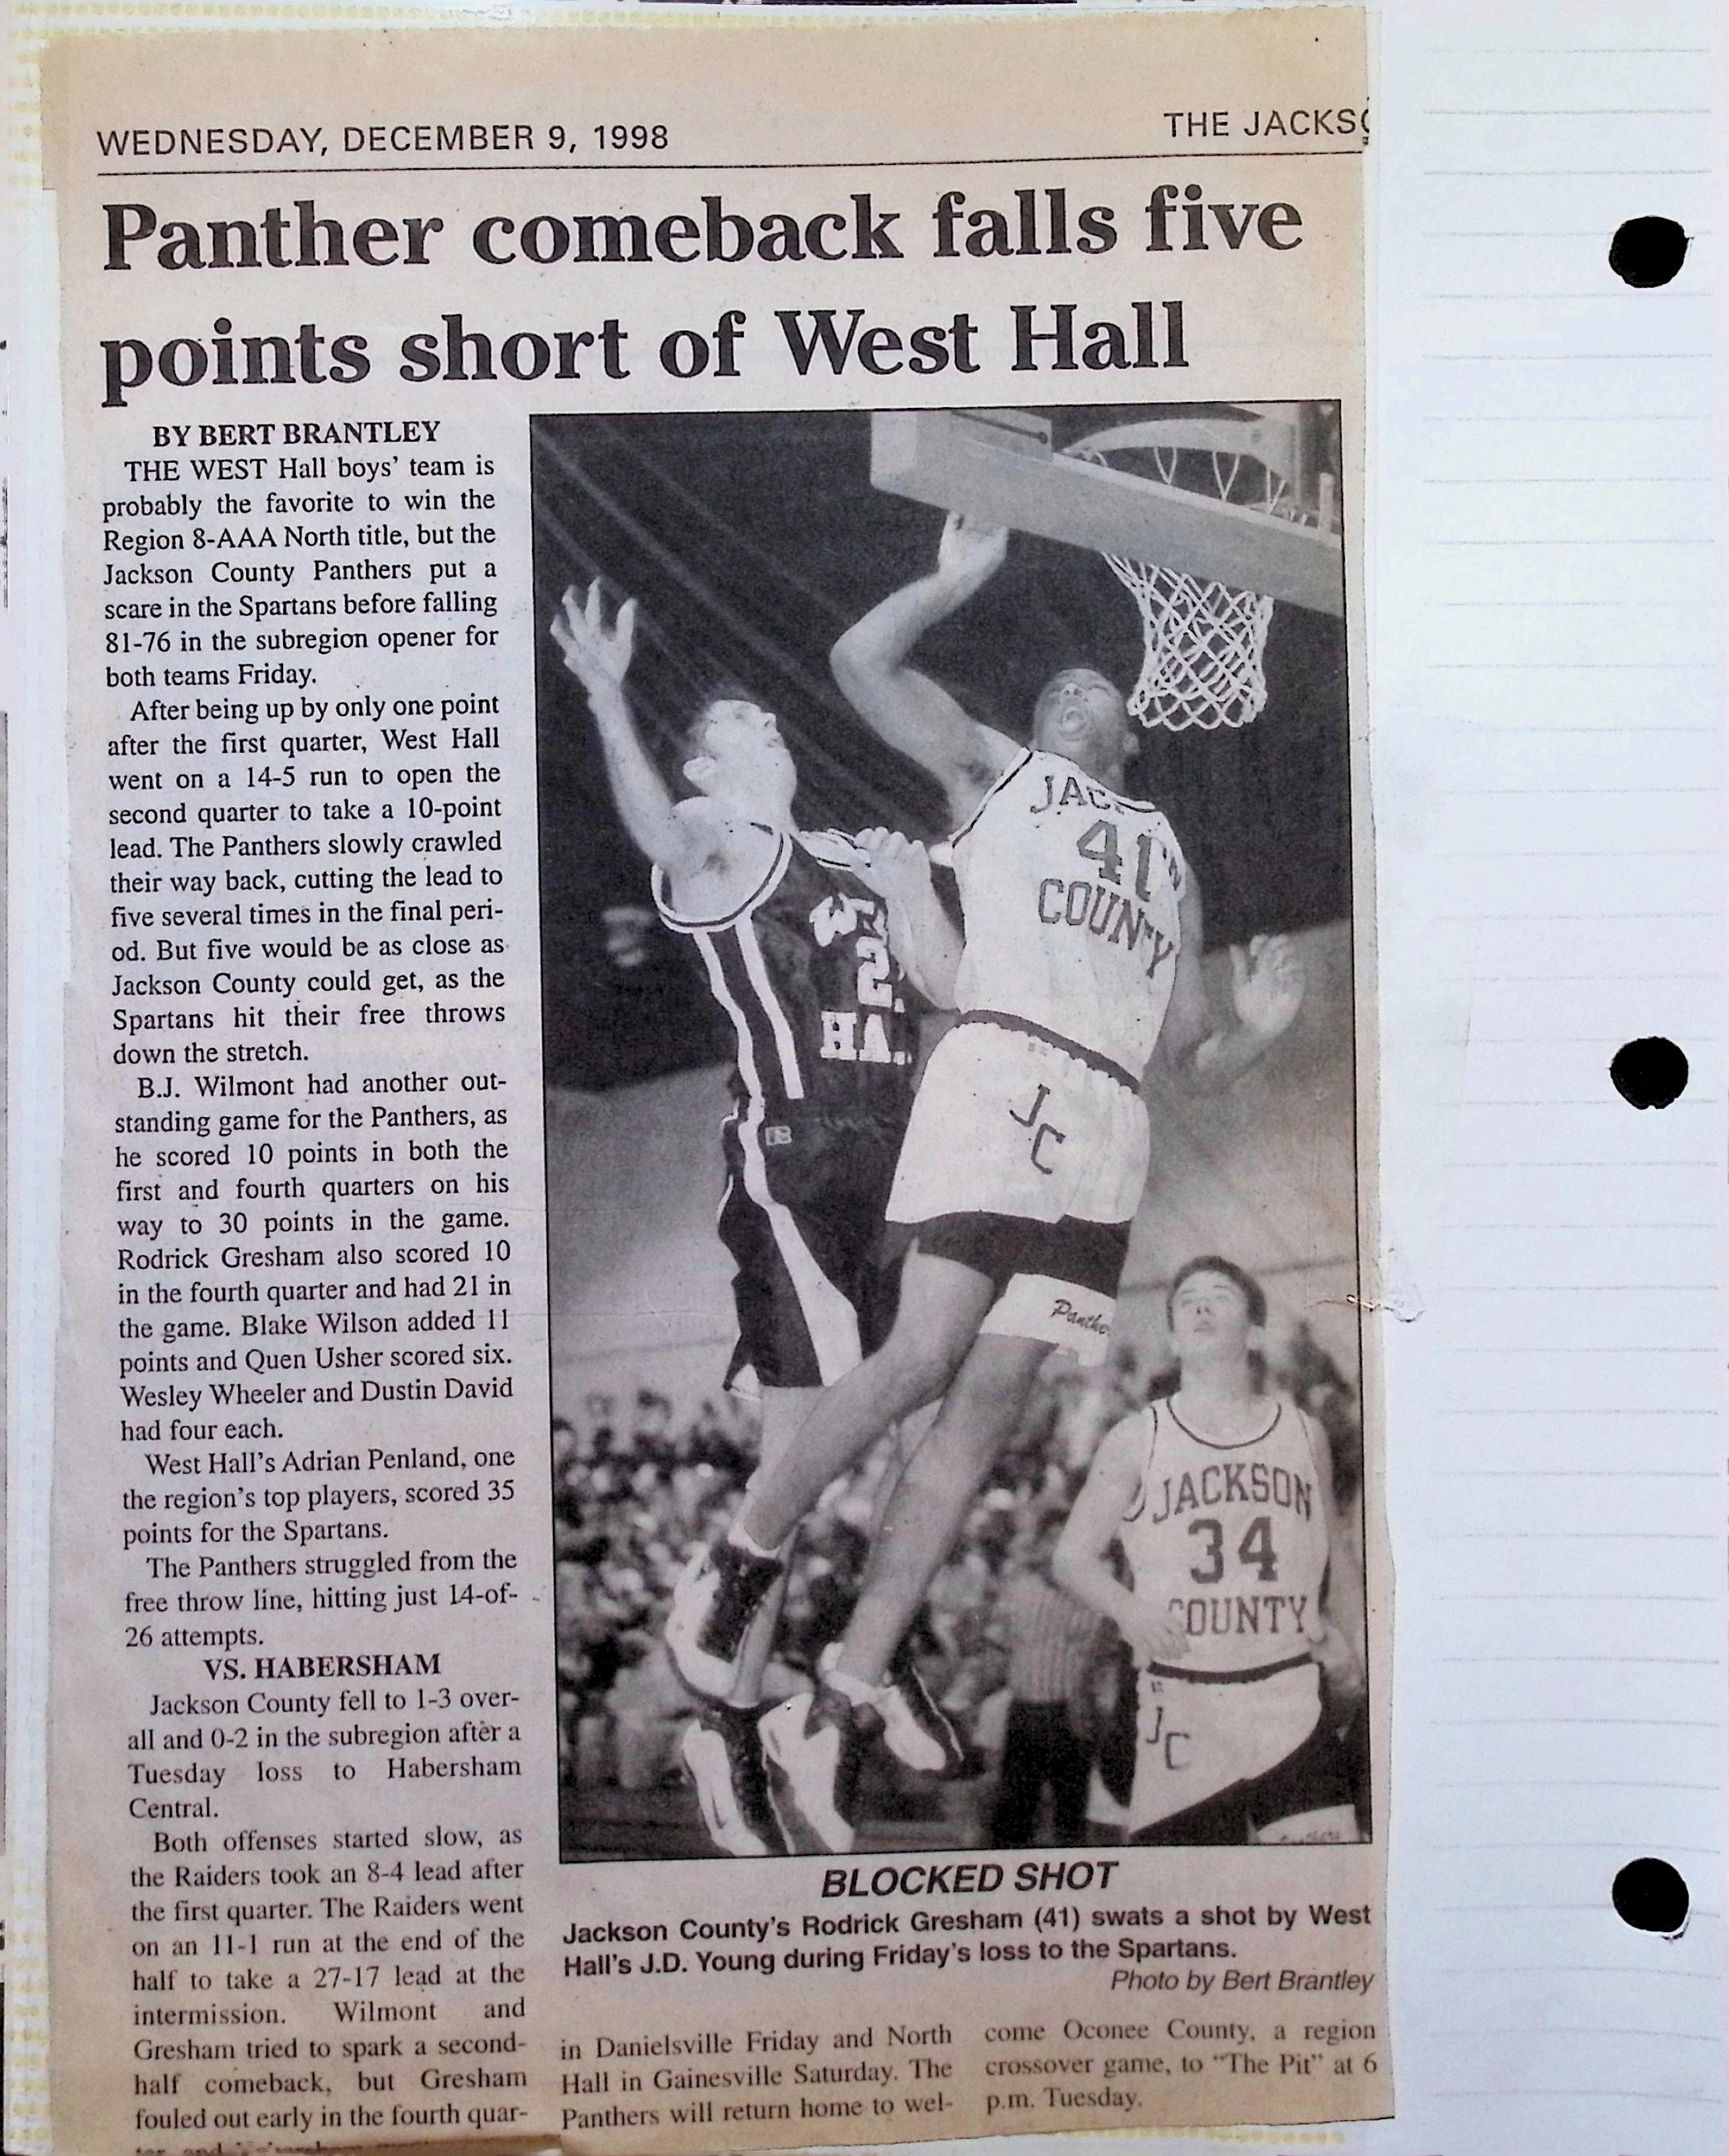 WEDNESDAY, DECEMBER 9, 1998
THE JACKS
Panther comeback falls five
points short of West Hall
BY BERT BRANTLEY
THE WEST Hall boys' team is
probably the favorite to win the
Region 8-AAA North title, but the
Jackson County Panthers put a
scare in the Spartans before falling
81-76 in the subregion opener for
both teams Friday.
After being up by only one point
after the first quarter, West Hall
went on a 14-5 run to open the
second quarter to take a 10-point
lead. The Panthers slowly crawled
their way back, cutting the lead to
five several times in the final peri-
od. But five would be as close as
Jackson County could get, as the
Spartans hit their free throws
down the stretch.
B.J. Wilmont had another out-
standing game for the Panthers, as
he scored 10 points in both the
first and fourth quarters on his
way to 30 points in the game.
Rodrick Gresham also scored 10
in the fourth quarter and had 21 in
the game. Blake Wilson added 11
points and Quen Usher scored six.
Wesley Wheeler and Dustin David
had four each.
West Hall's Adrian Penland, one
the region's top players, scored 35
points for the Spartans.
The Panthers struggled from the
free throw line, hitting just 14-of-
26 attempts.
VS. HABERSHAM
Jackson County fell to 1-3 over-
all and 0-2 in the subregion after a
Tuesday loss to Habersham
Central.
Both offenses started slow, as
the Raiders took an 8-4 lead after
the first quarter. The Raiders went
on an 11-1 run at the end of the
half to take a 27-17 lead at the
intermission. Wilmont and
Gresham tried to spark a second-
half comeback, but Gresham
fouled out early in the fourth quar-
JAC
41
COUNTY
JC
W
2
HA
Panthe
JACKSON
34
COUNTY
JC
BLOCKED SHOT
Jackson County's Rodrick Gresham (41) swats a shot by West
Hall's J.D. Young during Friday's loss to the Spartans.
Photo by Bert Brantley
in Danielsville Friday and North
Hall in Gainesville Saturday. The
Panthers will return home to wel-
come Oconee County, a region
crossover game, to "The Pit" at 6
p.m. Tuesday.